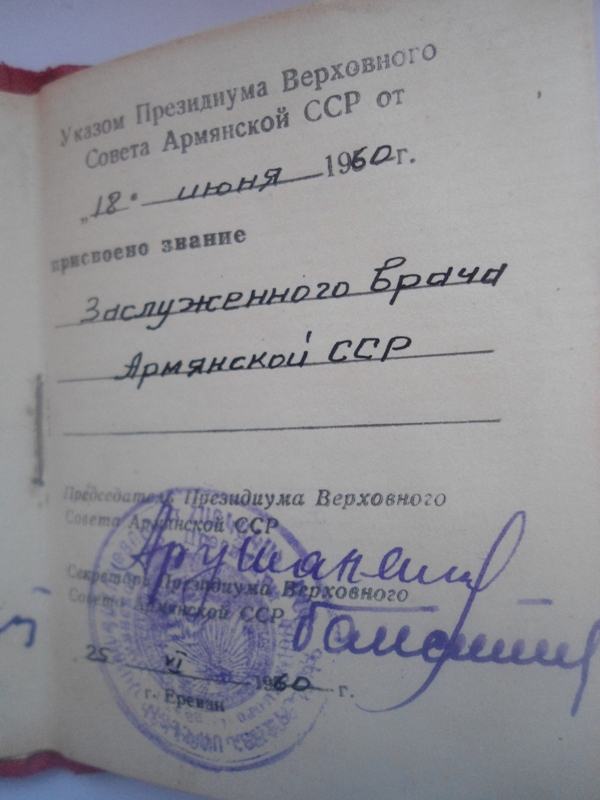 Указом Президиума Верховного
Совета Армянской ССР от
„18" июня 1960 г.
присвоено звание
Заслуженного врача
Армянской ССР
Председатель Президиума Верховного
Совета Армянской ССР
Секретарь Президиума Верховного
Совета Армянской ССР
25 VI 1960 г.
г. Ереван